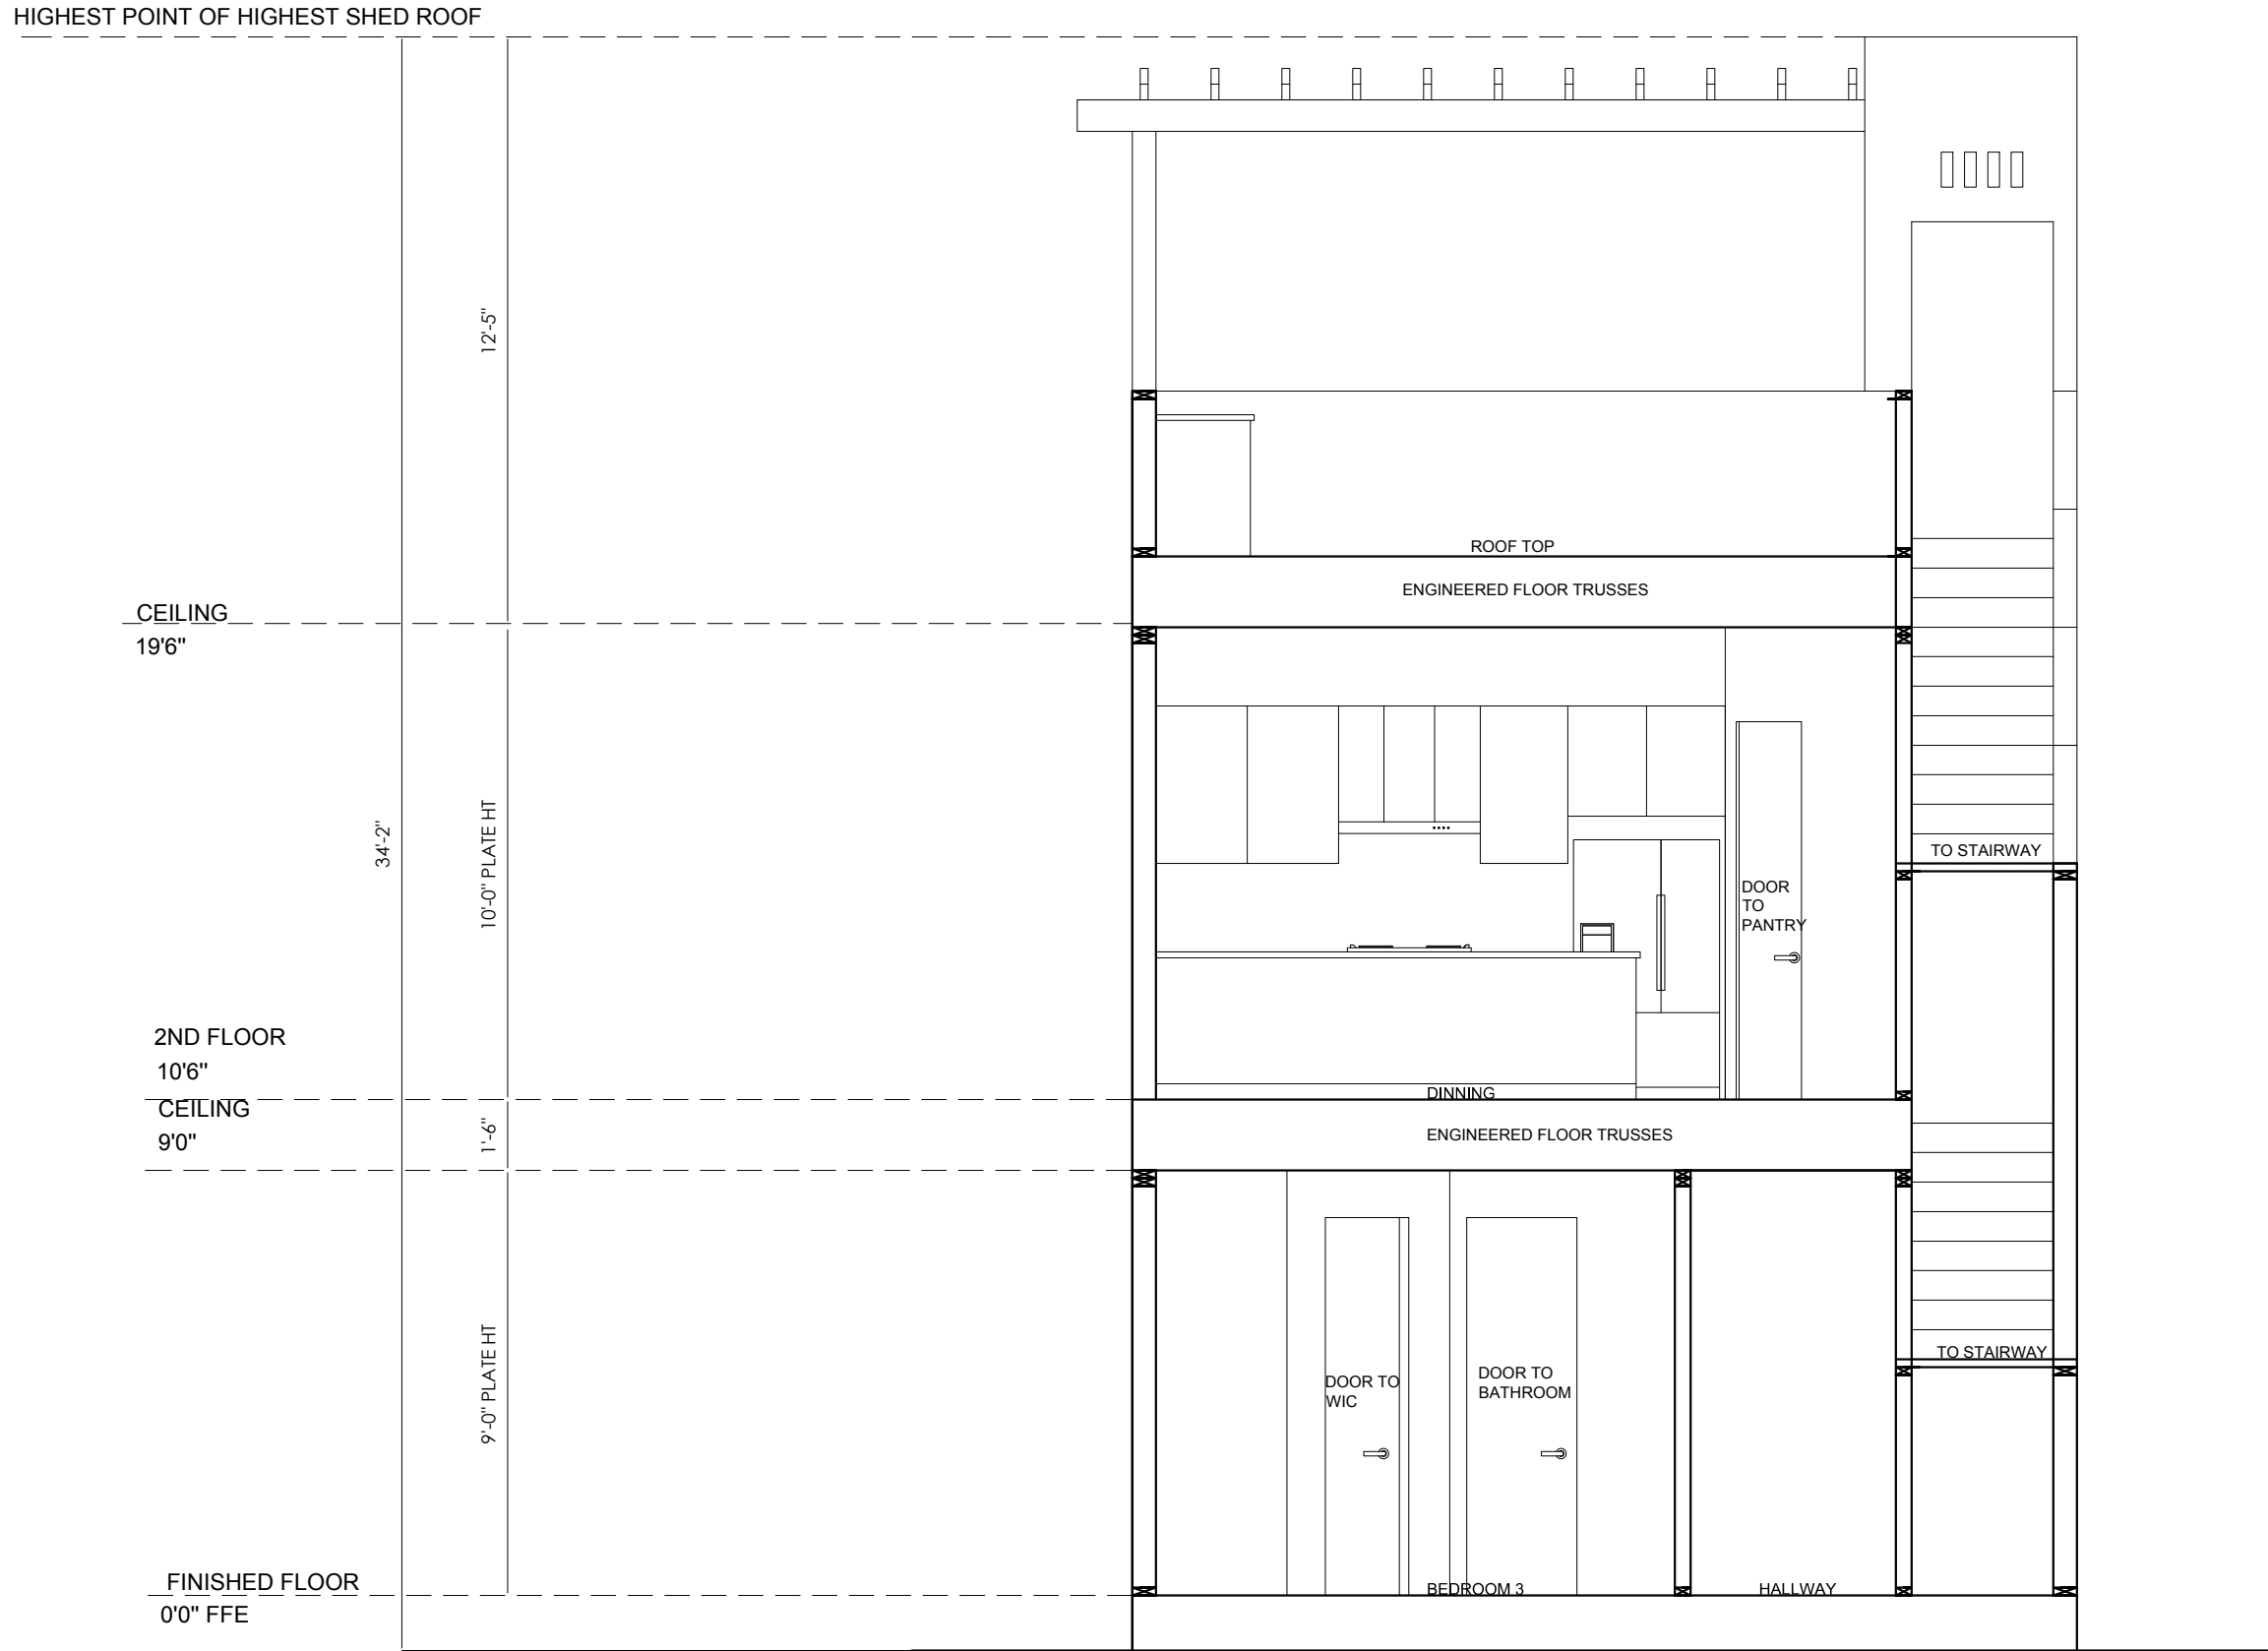 HIGHEST POINT OF HIGHEST SHED ROOF
12'-5"
ROOF TOP
ENGINEERED FLOOR TRUSSES
CEILING
19'6"
34'-2"
10'-0" PLATE HT
TO STAIRWAY
DOOR
TO
PANTRY
2ND FLOOR
10'6"
DINNING
CEILING
9'0"
1'-6"
ENGINEERED FLOOR TRUSSES
9'-0" PLATE HT
TO STAIRWAY
DOOR TO
WIC
DOOR TO
BATHROOM
FINISHED FLOOR
0'0" FFE
BEDROOM 3
HALLWAY